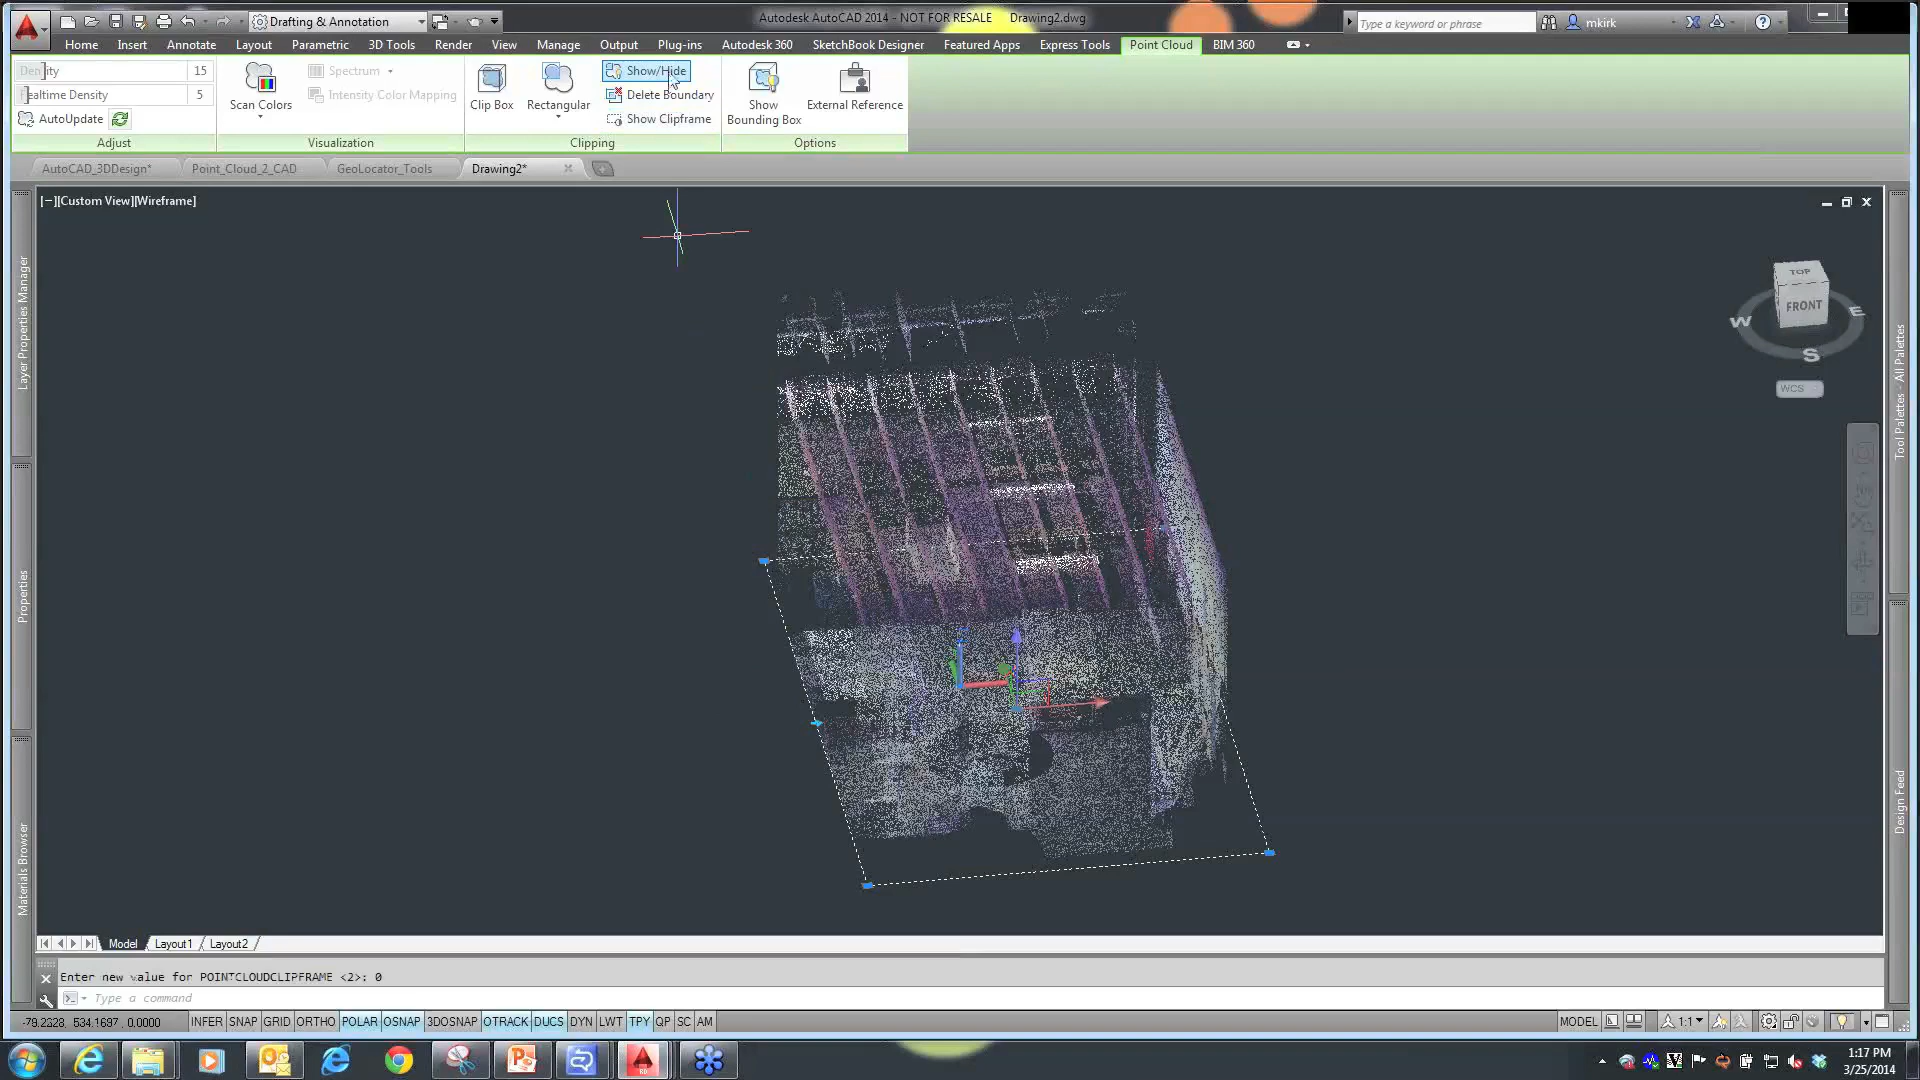 Drafting & Annotation
Autodesk AutoCAD 2014 - NOT FOR RESALE Drawing2.dwg
Type a keyword or phrase
mkirk
Home Insert Annotate Layout Parametric 3D Tools Render View Manage Output Plug-ins Autodesk 360 SketchBook Designer Featured Apps Express Tools Point Cloud BIM 360
Density 15
Realtime Density 5
AutoUpdate
Adjust
Scan Colors
Spectrum
Intensity Color Mapping
Visualization
Clip Box
Rectangular
Show/Hide
Delete Boundary
Show Clipframe
Clipping
Show
Bounding Box
External Reference
Options
AutoCAD_3DDesign* Point_Cloud_2_CAD GeoLocator_Tools Drawing2*
[−][Custom View][Wireframe]
TOP
FRONT
W
E
S
WCS
Layer Properties Manager
Properties
Materials Browser
Tool Palettes - All Palettes
Design Feed
Model Layout1 Layout2
Enter new value for POINTCLOUDCLIPFRAME <2>: 0
Type a command
-79.2328, 534.1697, 0.0000
INFER SNAP GRID ORTHO POLAR OSNAP 3DOSNAP OTRACK DUCS DYN LWT TPY QP SC AM
MODEL
1:1
1:17 PM
3/25/2014